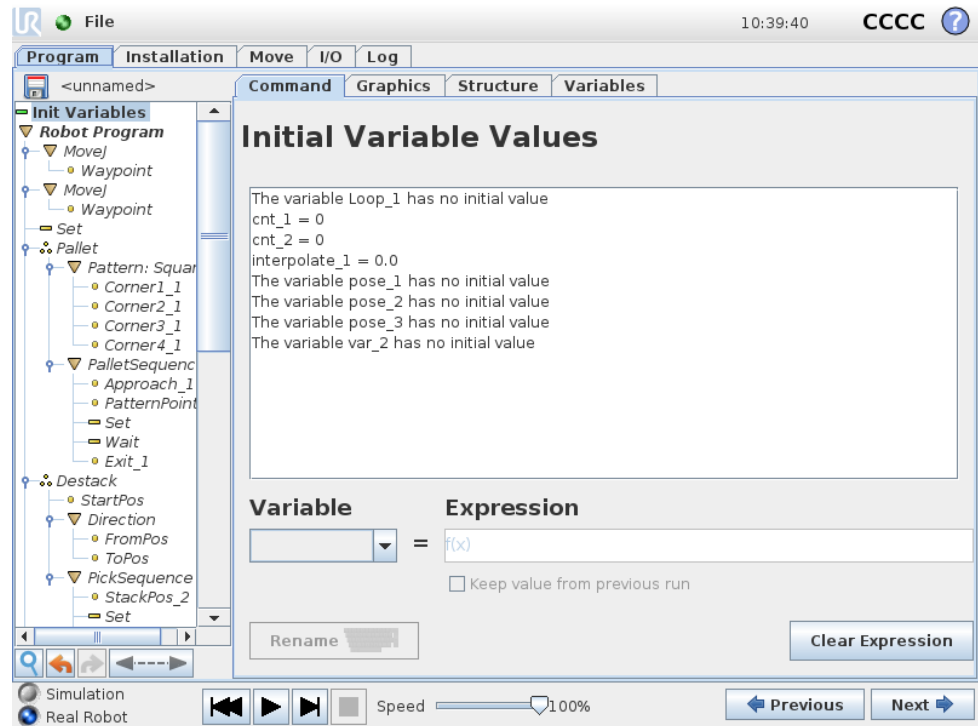 UR File 10:39:40 CCCC ?
Program Installation Move I/O Log
<unnamed> Command Graphics Structure Variables
Init Variables
Robot Program
MoveJ
Waypoint
MoveJ
Waypoint
Set
Pallet
Pattern: Squar
Corner1_1
Corner2_1
Corner3_1
Corner4_1
PalletSequenc
Approach_1
PatternPoint
Set
Wait
Exit_1
Destack
StartPos
Direction
FromPos
ToPos
PickSequence
StackPos_2
Set
Initial Variable Values
The variable Loop_1 has no initial value
cnt_1 = 0
cnt_2 = 0
interpolate_1 = 0.0
The variable pose_1 has no initial value
The variable pose_2 has no initial value
The variable pose_3 has no initial value
The variable var_2 has no initial value
Variable Expression
= f(x)
Keep value from previous run
Rename Clear Expression
Simulation
Real Robot
Speed 100% Previous Next